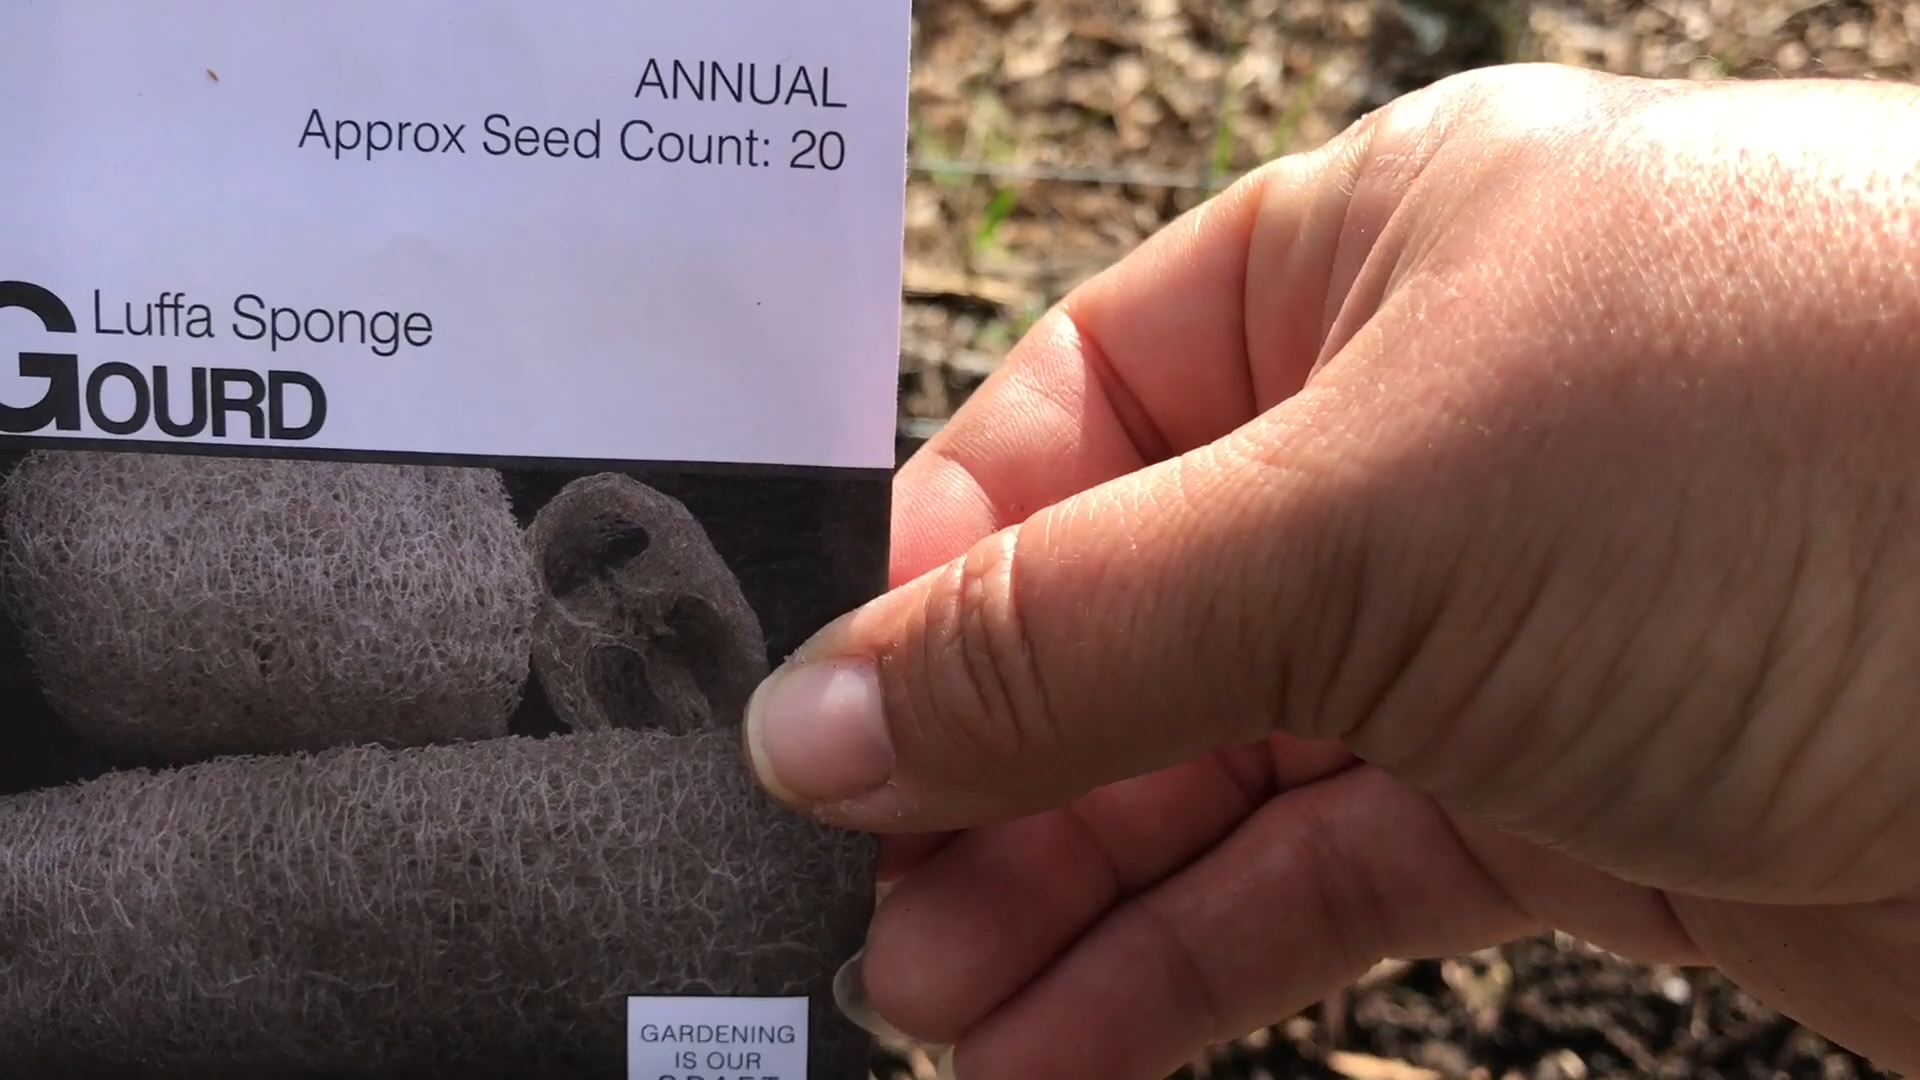 ANNUAL
Approx Seed Count: 20
Luffa Sponge
GOURD
GARDENING
IS OUR